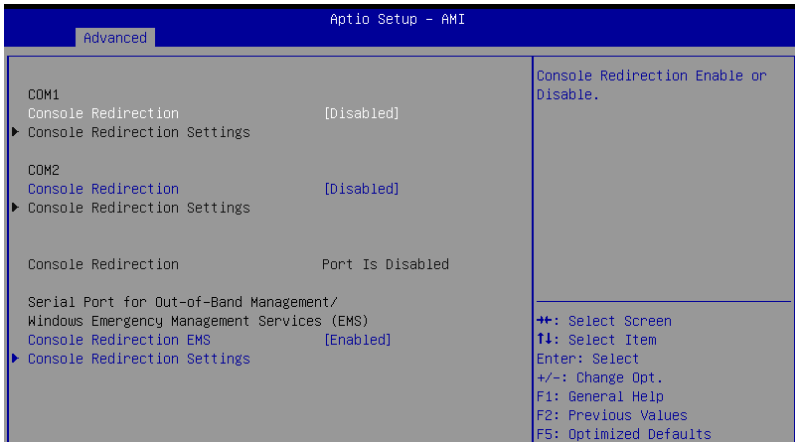 Aptio Setup – AMI
Advanced
COM1
Console Redirection [Disabled]
Console Redirection Settings
COM2
Console Redirection [Disabled]
Console Redirection Settings
Console Redirection Port Is Disabled
Serial Port for Out-of-Band Management/
Windows Emergency Management Services (EMS)
Console Redirection EMS [Enabled]
Console Redirection Settings
Console Redirection Enable or
Disable.
→←: Select Screen
↑↓: Select Item
Enter: Select
+/-: Change Opt.
F1: General Help
F2: Previous Values
F5: Optimized Defaults